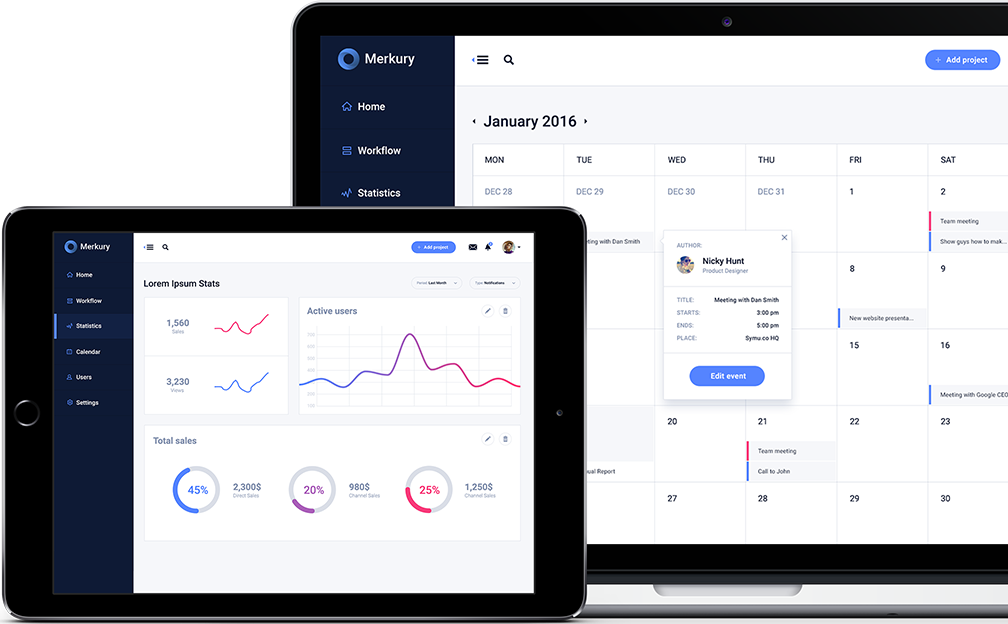 Merkury
Home
Workflow
Statistics
+ Add project
January 2016
MON TUE WED THU FRI SAT
DEC 28 DEC 29 DEC 30 DEC 31 1 2
Team meeting
Show guys how to mak...
ting with Dan Smith
AUTHOR:
Nicky Hunt
Product Designer
TITLE: Meeting with Dan Smith
STARTS: 3:00 pm
ENDS: 5:00 pm
PLACE: Symu.co HQ
Edit event
8 9
New website presenta...
15 16
Meeting with Google CEO
20 21 22 23
Team meeting
Call to John
ual Report
27 28 29 30
Merkury
Home
Workflow
Statistics
Calendar
Users
Settings
+ Add project
Lorem Ipsum Stats
Period: Last Month
Type: Notifications
1,560
Sales
3,230
Views
Active users
Total sales
45%
2,300$
Direct Sales
20%
980$
Channel Sales
25%
1,250$
Channel Sales